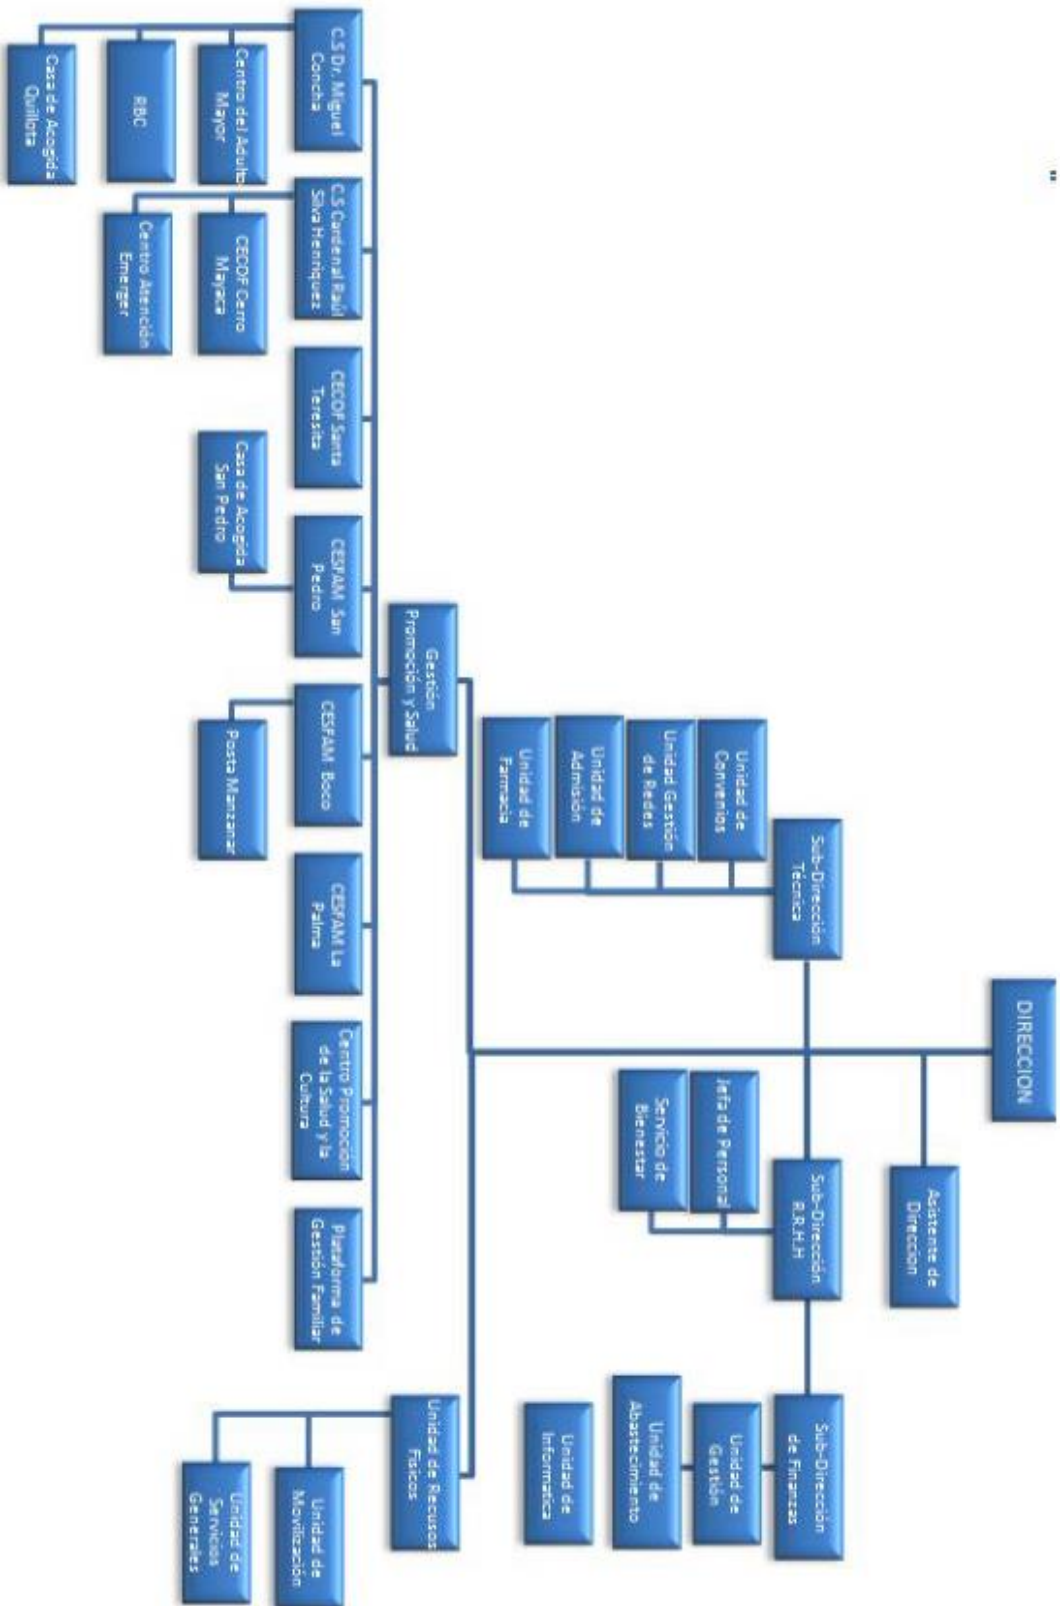 DIRECCION
Asistente de
Direccion
Sub-Dirección
Técnica
Sub-Dirección
R.R.H.H
Sub-Dirección
de Finanzas
Unidad de
Convenios
Unidad Gestión
de Redes
Unidad de
Admisión
Unidad de
Farmacia
Jefa de Personal
Servicio de
Bienestar
Unidad de
Gestión
Unidad de
Abastecimiento
Unidad de
Informatica
Gestión
Promoción y Salud
Unidad de Recusos
Fisicos
C.S Dr. Miguel
Concha
C.S Cardenal Raúl
Silva Henriquez
CECOF Santa
Teresita
CESFAM San
Pedro
CESFAM Boco
CESFAM La
Palma
Centro Promoción
de la Salud y la
Cultura
Plataforma de
Gestión Familiar
Unidad de
Movilización
Unidad de
Servicios
Generales
Centro del Adulto
Mayor
RBC
Casa de Acogida
Quillota
CECOF Cerro
Mayaca
Centro Atención
Emerger
Casa de Acogida
San Pedro
Posta Manzanar